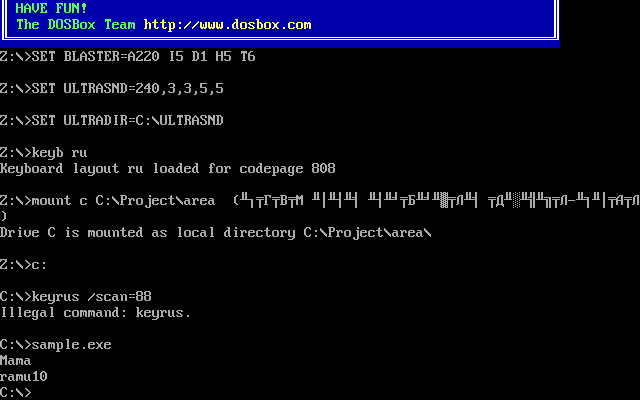 HAVE FUN!
The DOSBox Team http://www.dosbox.com
Z:\>SET BLASTER=A220 I5 D1 H5 T6
Z:\>SET ULTRASND=240,3,3,5,5
Z:\>SET ULTRADIR=C:\ULTRASND
Z:\>keyb ru
Keyboard layout ru loaded for codepage 808
Z:\>mount c C:\Project\area
)
Drive C is mounted as local directory C:\Project\area\
Z:\>c:
C:\>keyrus /scan=88
Illegal command: keyrus.
C:\>sample.exe
Mama
ramu10
C:\>